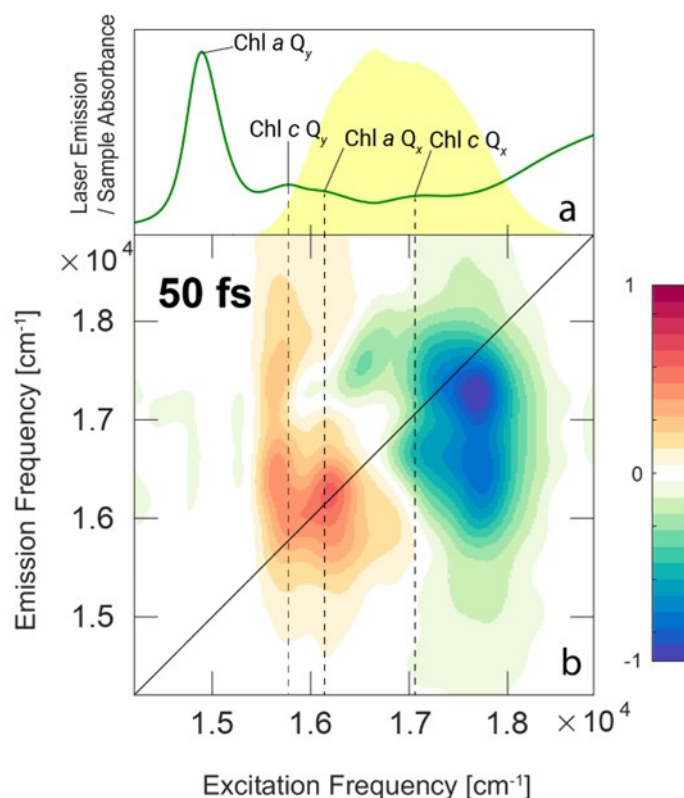 Laser Emission
/ Sample Absorbance
Chl a Qy
Chl c Qy
Chl a Qx
Chl c Qx
a
× 10⁴
50 fs
1.8
1.7
1.6
1.5
Emission Frequency [cm⁻¹]
b
1
0
-1
1.5 1.6 1.7 1.8 × 10⁴
Excitation Frequency [cm⁻¹]